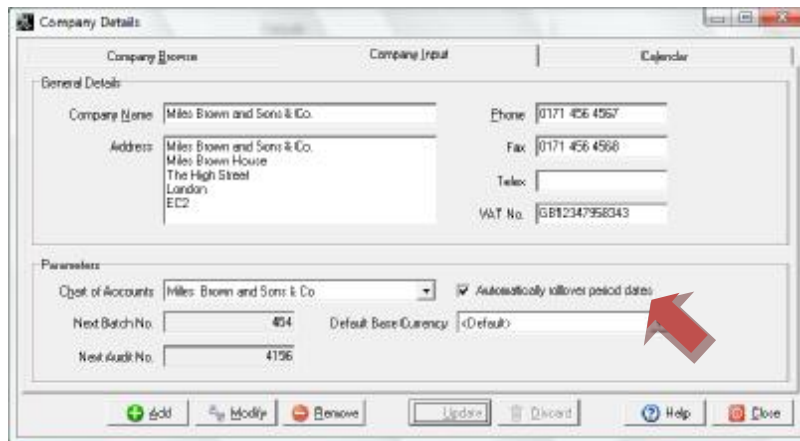 Company Details
Company Browse Company Input Calendar
General Details
Company Name Miles Brown and Sons & Co. Phone 0171 456 4567
Address Miles Brown and Sons & Co. Fax 0171 456 4568
Miles Brown House
The High Street Telex
London
EC2 VAT No. GB12347958343
Parameters
Chart of Accounts Miles Brown and Sons & Co Automatically rollover period dates
Next Batch No. 454 Default Base Currency <Default>
Next Audit No. 4196
Add Modify Remove Update Discard Help Close